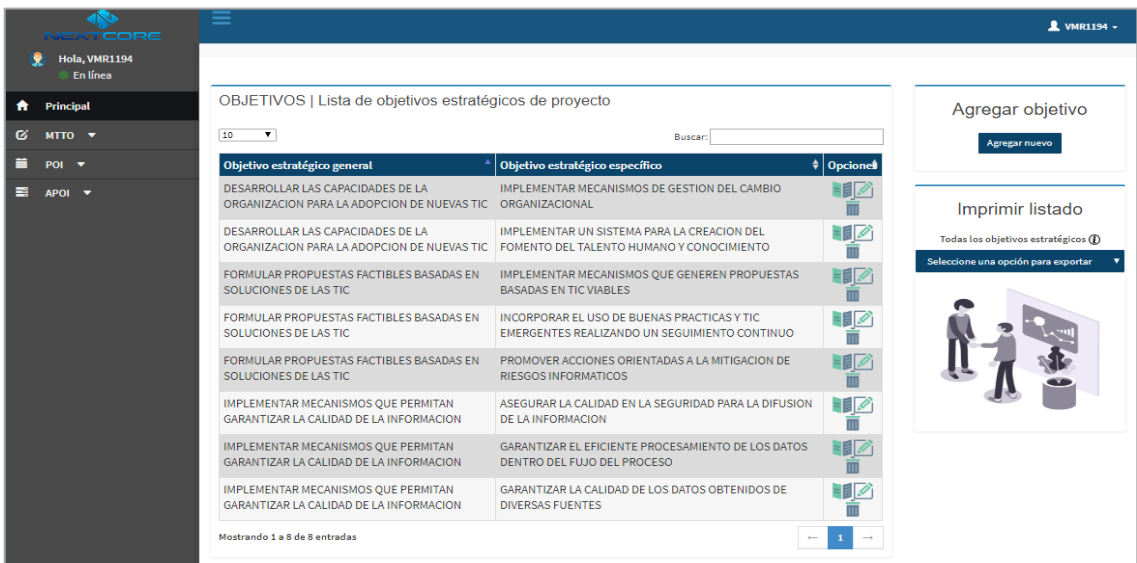 NEXTCORE
VMR1194
Hola, VMR1194
En línea
Principal
MTTO
POI
APOI
OBJETIVOS | Lista de objetivos estratégicos de proyecto
10
Buscar:
Objetivo estratégico general
Objetivo estratégico específico
Opciones
DESARROLLAR LAS CAPACIDADES DE LA
ORGANIZACION PARA LA ADOPCION DE NUEVAS TIC
IMPLEMENTAR MECANISMOS DE GESTION DEL CAMBIO
ORGANIZACIONAL
DESARROLLAR LAS CAPACIDADES DE LA
ORGANIZACION PARA LA ADOPCION DE NUEVAS TIC
IMPLEMENTAR UN SISTEMA PARA LA CREACION DEL
FOMENTO DEL TALENTO HUMANO Y CONOCIMIENTO
FORMULAR PROPUESTAS FACTIBLES BASADAS EN
SOLUCIONES DE LAS TIC
IMPLEMENTAR MECANISMOS QUE GENEREN PROPUESTAS
BASADAS EN TIC VIABLES
FORMULAR PROPUESTAS FACTIBLES BASADAS EN
SOLUCIONES DE LAS TIC
INCORPORAR EL USO DE BUENAS PRACTICAS Y TIC
EMERGENTES REALIZANDO UN SEGUIMIENTO CONTINUO
FORMULAR PROPUESTAS FACTIBLES BASADAS EN
SOLUCIONES DE LAS TIC
PROMOVER ACCIONES ORIENTADAS A LA MITIGACION DE
RIESGOS INFORMATICOS
IMPLEMENTAR MECANISMOS QUE PERMITAN
GARANTIZAR LA CALIDAD DE LA INFORMACION
ASEGURAR LA CALIDAD EN LA SEGURIDAD PARA LA DIFUSION
DE LA INFORMACION
IMPLEMENTAR MECANISMOS QUE PERMITAN
GARANTIZAR LA CALIDAD DE LA INFORMACION
GARANTIZAR EL EFICIENTE PROCESAMIENTO DE LOS DATOS
DENTRO DEL FUJO DEL PROCESO
IMPLEMENTAR MECANISMOS QUE PERMITAN
GARANTIZAR LA CALIDAD DE LA INFORMACION
GARANTIZAR LA CALIDAD DE LOS DATOS OBTENIDOS DE
DIVERSAS FUENTES
Mostrando 1 a 8 de 8 entradas
← 1 →
Agregar objetivo
Agregar nuevo
Imprimir listado
Todas los objetivos estratégicos
Seleccione una opción para exportar